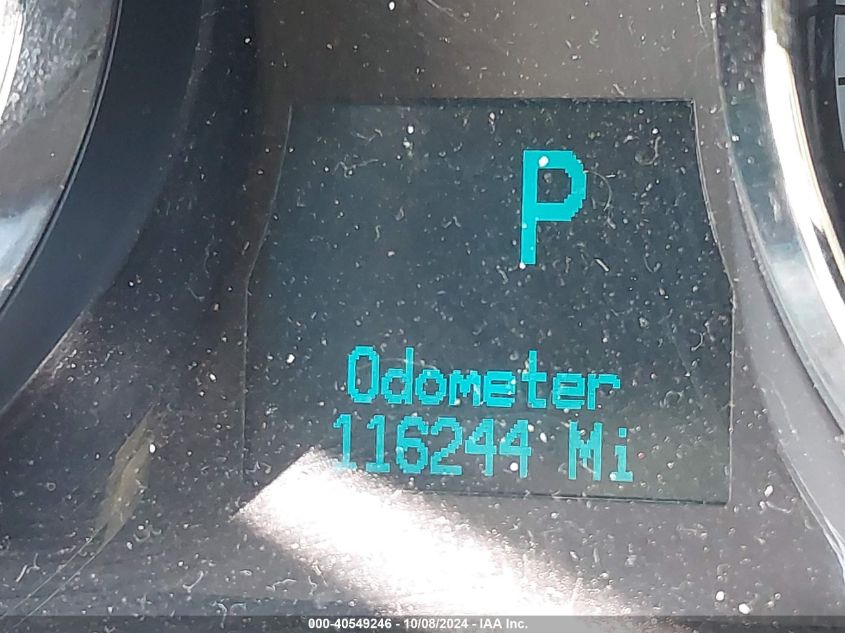 P
Odometer
116244 Mi
000-40549246 - 10/08/2024 - IAA Inc.